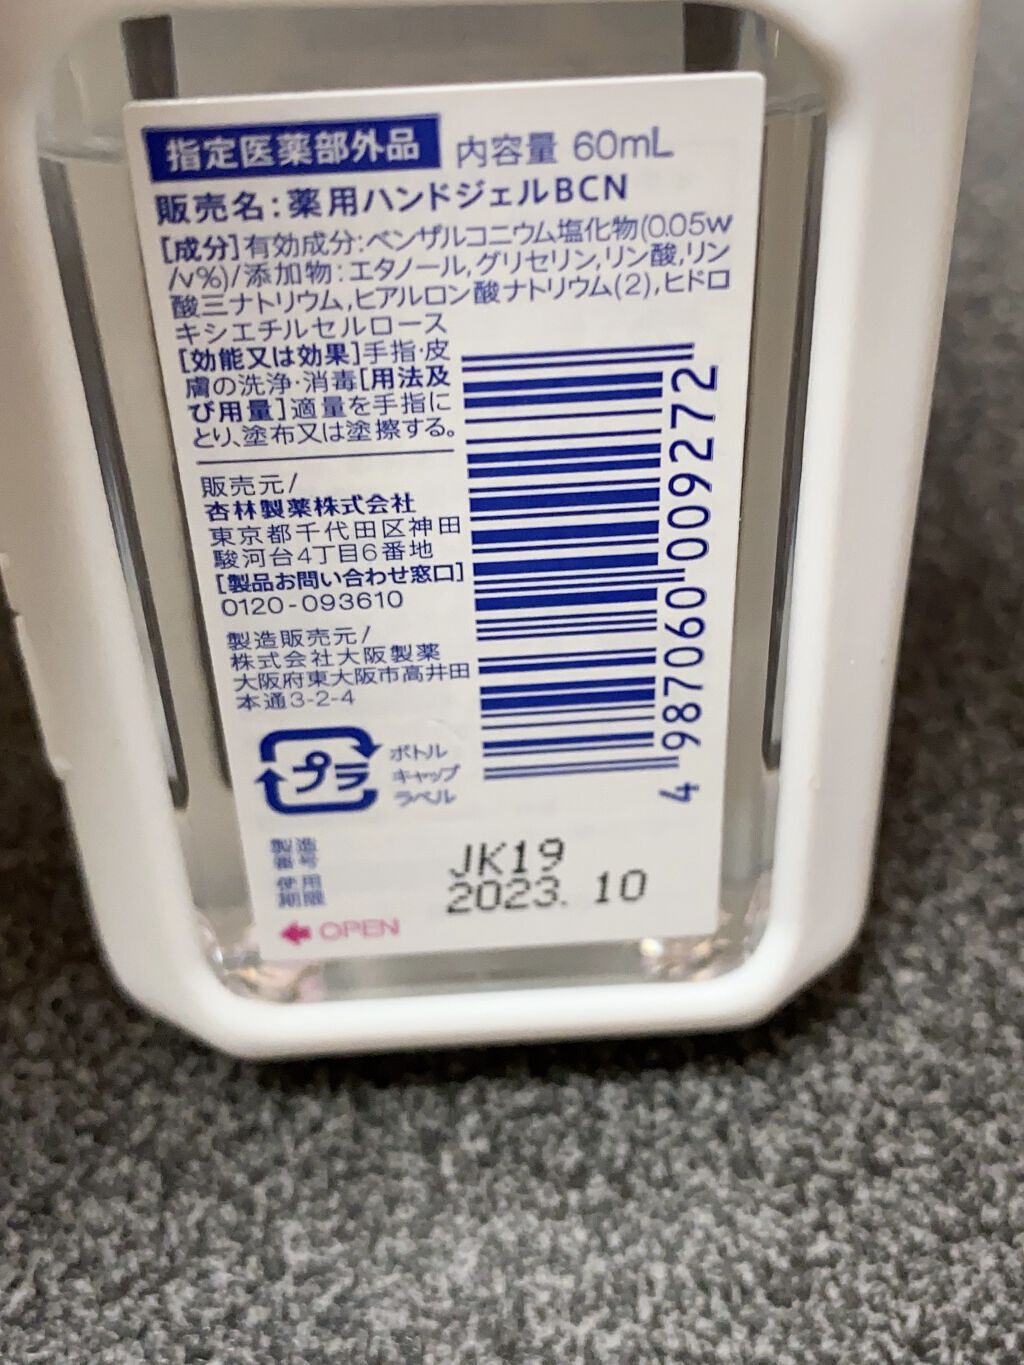 指定医薬部外品 内容量 60mL
販売名:薬用ハンドジェルBCN
[成分]有効成分:ベンザルコニウム塩化物(0.05w
/v%)/添加物:エタノール,グリセリン,リン酸,リン
酸三ナトリウム,ヒアルロン酸ナトリウム(2),ヒドロ
キシエチルセルロース
[効能又は効果]手指・皮
膚の洗浄・消毒[用法及
び用量]適量を手指に
とり、塗布又は塗擦する。
販売元/
杏林製薬株式会社
東京都千代田区神田
駿河台4丁目6番地
[製品お問い合わせ窓口]
0120-093610
製造販売元/
株式会社大阪製薬
大阪府東大阪市高井田
本通3-2-4
4 987060 009272
プラ
ボトル
キャップ
ラベル
製造
番号
JK19
使用
期限
2023. 10
OPEN